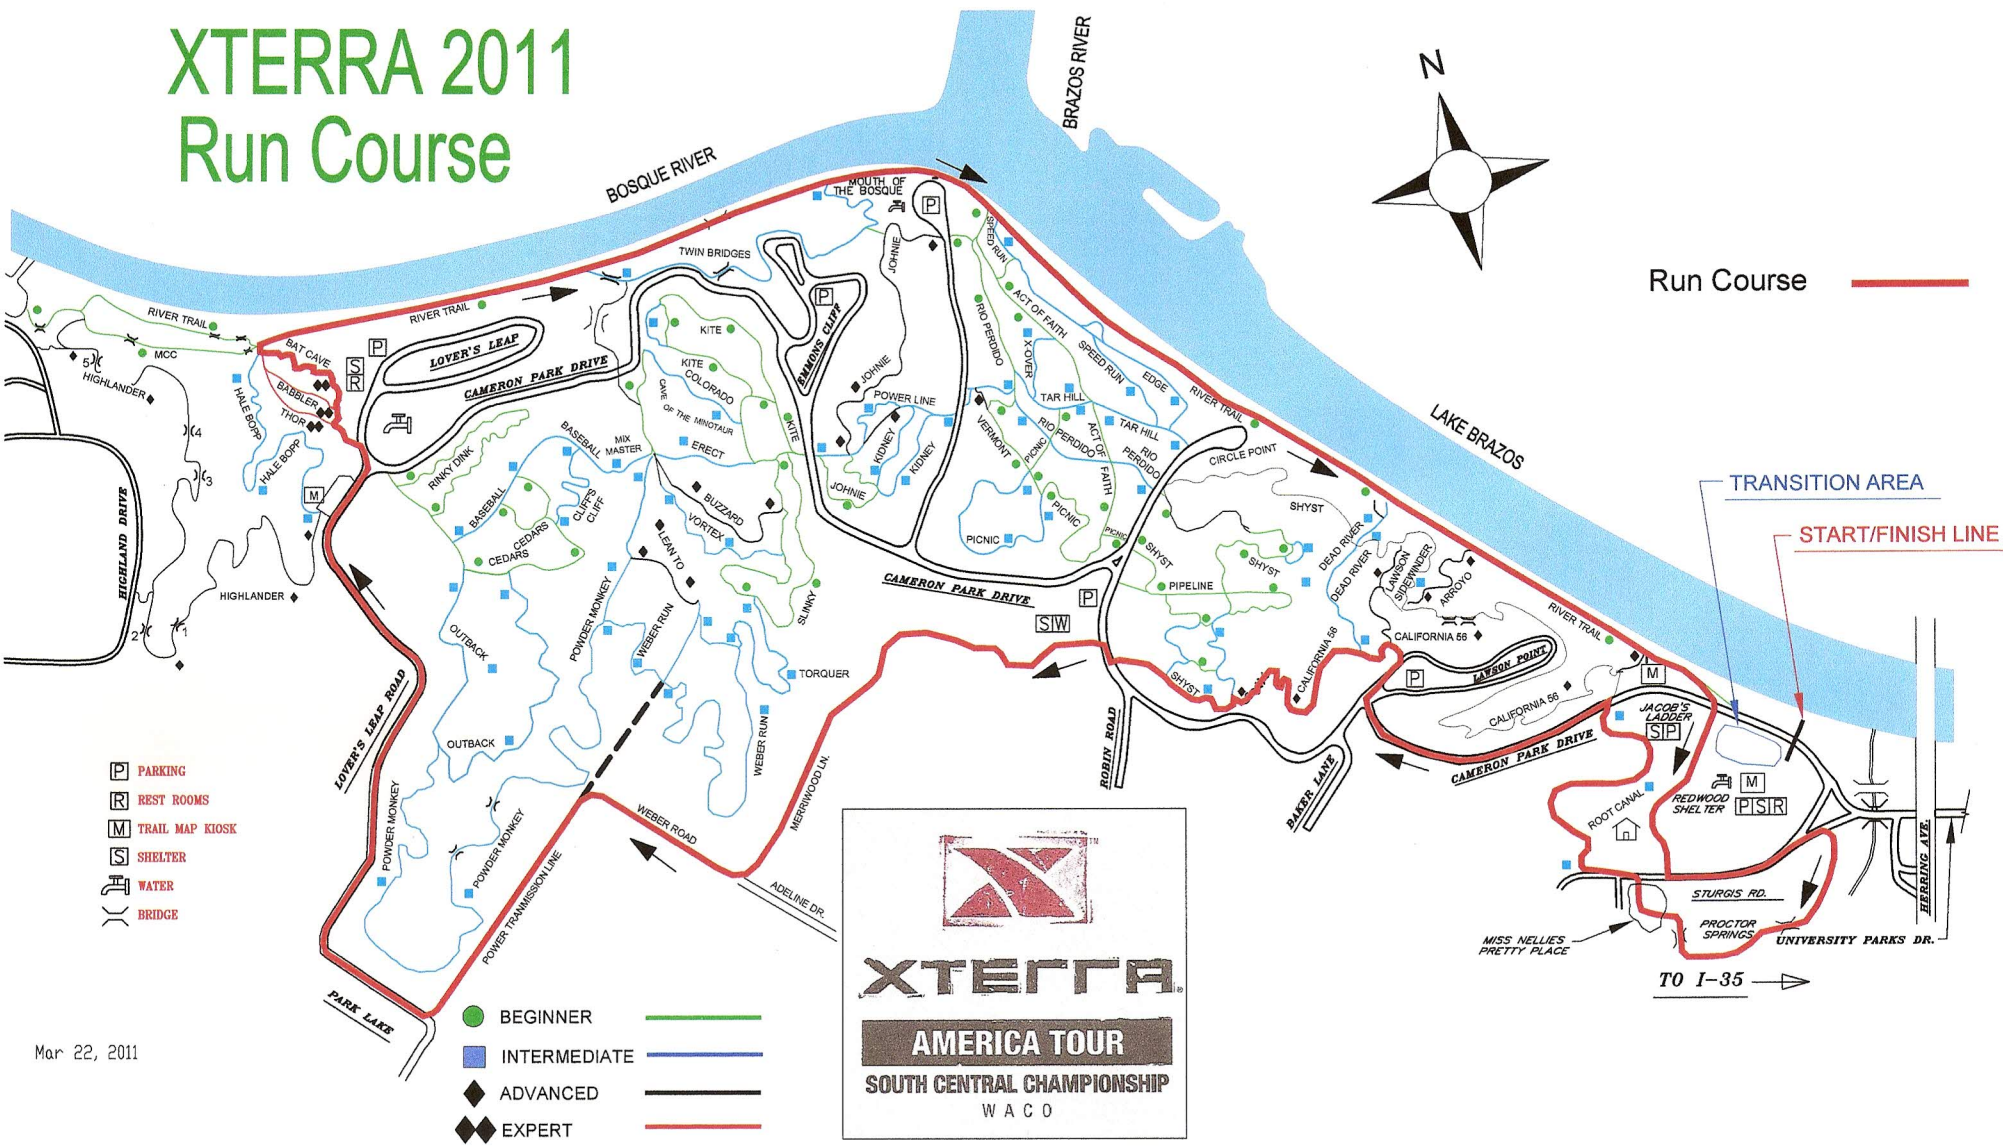 XTERRA 2011
Run Course
BOSQUE RIVER
BRAZOS RIVER
N
Run Course
LAKE BRAZOS
TRANSITION AREA
START/FINISH LINE
MOUTH OF
THE BOSQUE
P
TWIN BRIDGES
JOHNIE
SPEED RUN
RIVER TRAIL
MCC
5
HIGHLANDER
4
3
HIGHLAND DRIVE
2
1
HIGHLANDER
RIVER TRAIL
BAT CAVE
BABBLER
THOR
HALE BOPP
HALE BOPP
M
P
S
R
LOVER'S LEAP
CAMERON PARK DRIVE
P
EMMONS CLIFF
KITE
KITE
COLORADO
CAVE
OF THE MINOTAUR
KITE
ERECT
MIX
MASTER
BASEBALL
RINKY DINK
BASEBALL
CEDARS
CEDARS
CLIFF'S
CLIFF
BUZZARD
VORTEX
LEAN TO
SLINKY
JOHNIE
POWER LINE
KIDNEY
KIDNEY
JOHNIE
RIO PERDIDO
ACT OF FAITH
X-OVER
SPEED RUN
EDGE
RIVER TRAIL
TAR HILL
TAR HILL
VERMONT
PICNIC
RIO
PERDIDO
ACT OF
FAITH
RIO
PERDIDO
PICNIC
PICNIC
PICNIC
CIRCLE POINT
SHYST
SHYST
SHYST
PIPELINE
DEAD RIVER
DEAD RIVER
LAWSON
SIDEWINDER
ARROYO
CALIFORNIA 56
CALIFORNIA 56
SHYST
RIVER TRAIL
LAWSON POINT
P
CALIFORNIA 56
CAMERON PARK DRIVE
P
S W
OUTBACK
OUTBACK
POWDER MONKEY
WEBER RUN
TORQUER
WEBER RUN
LOVER'S LEAP ROAD
POWDER MONKEY
POWDER MONKEY
POWER TRANMISSION LINE
WEBER ROAD
MERRIWOOD LN.
ADELINE DR.
ROBIN ROAD
BAKER LANE
CAMERON PARK DRIVE
M
JACOB'S
LADDER
S P
ROOT CANAL
REDWOOD
SHELTER
M
P S R
STURGIS RD.
PROCTOR
SPRINGS
MISS NELLIES
PRETTY PLACE
UNIVERSITY PARKS DR.
HERRING AVE.
TO I-35
PARK LAKE
P PARKING
R REST ROOMS
M TRAIL MAP KIOSK
S SHELTER
WATER
BRIDGE
Mar 22, 2011
BEGINNER
INTERMEDIATE
ADVANCED
EXPERT
XTERRA
AMERICA TOUR
SOUTH CENTRAL CHAMPIONSHIP
WACO